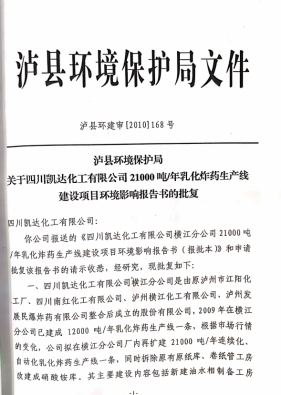 泸县环境保护局文件
泸县环建审[2010]168号
泸县环境保护局
关于四川凯达化工有限公司21000吨/年乳化炸药生产线
建设项目环境影响报告书的批复
四川凯达化工有限公司：
你公司报送的《四川凯达化工有限公司横江分公司21000吨
/年乳化炸药生产线建设项目环境影响报告书（报批本）》和申请
批复该报告书的请示收悉，经研究，现批复如下：
一、四川凯达化工有限公司横江分公司是由原泸州市江阳化
工厂、四川南红化工有限公司、泸州横江化工有限公司、泸州发
展民爆炸药有限公司整合后成立的股份公司，2009年在横江
分公司已建成12000吨/年乳化炸药生产线，根据市场行情
的变化，公司拟在横江分公司厂内再扩建21000吨/年连续化、
自动化乳化炸药生产线一条，同时拆除原有原纸库、卷纸管工房
改建成硝酸铵库。其主要建设内容包括新建油水相制备工房
1